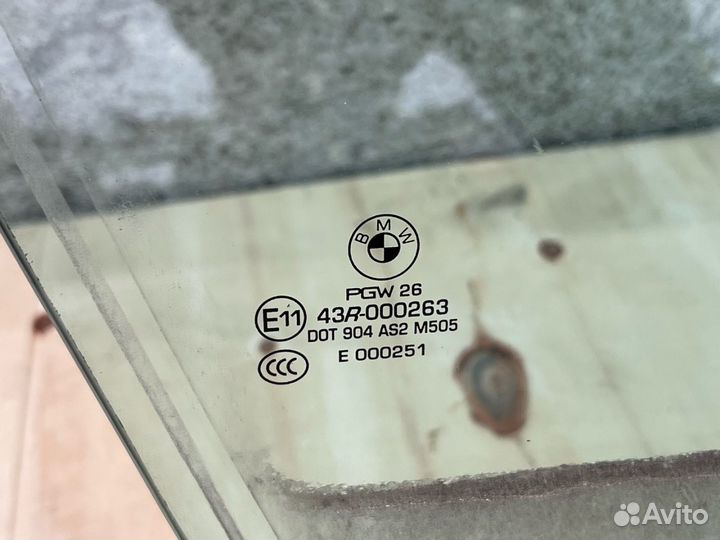 BMW
PGW 26
E11 43R-000263
DOT 904 AS2 M505
CCC E 000251
Avito